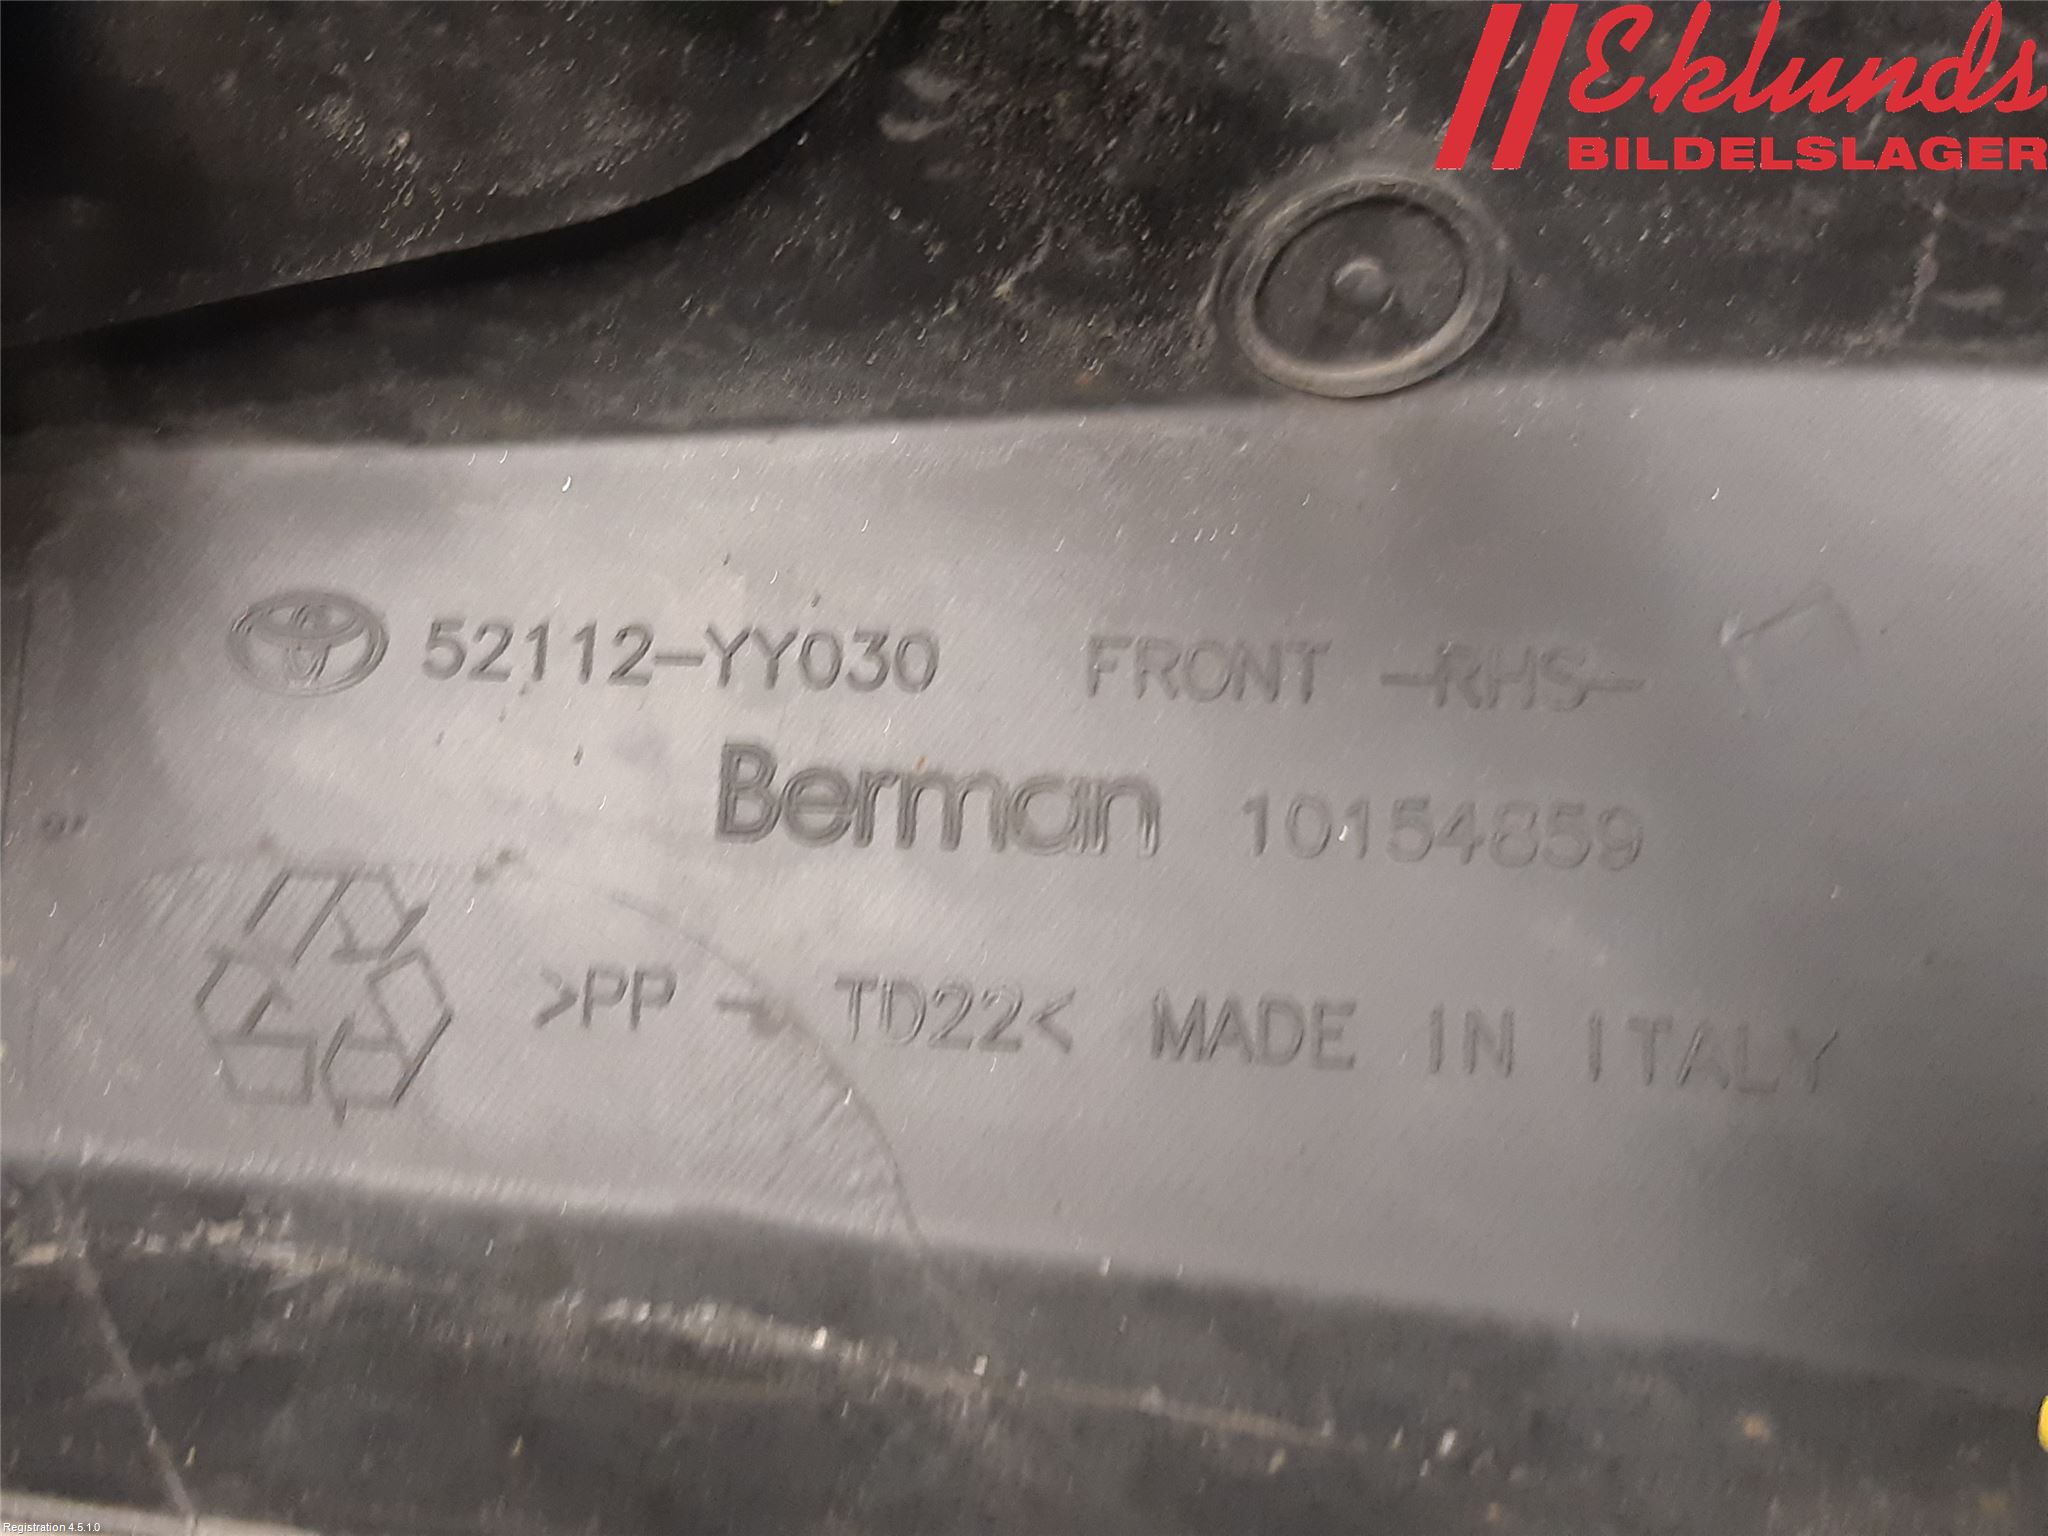 Eklunds
BILDELSLAGER
52112-YY030 FRONT -RHS-
Berman 10154859
>PP - TD22< MADE IN ITALY
Registration 4.5.1.0